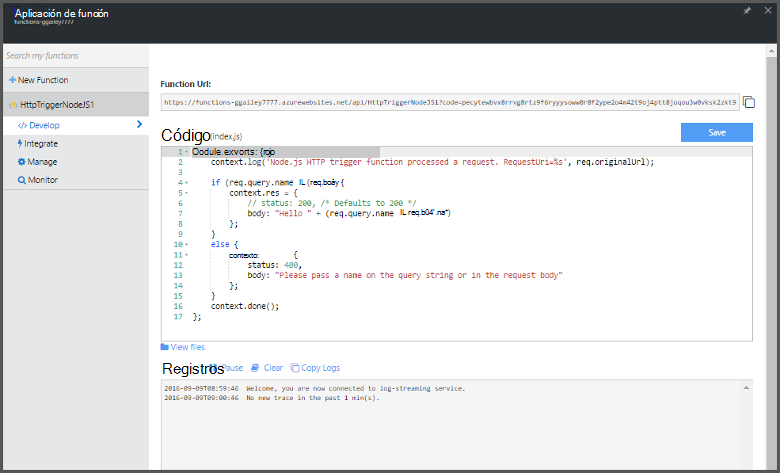 Aplicación de función
functions-ggailey7777
Search my functions
New Function
HttpTriggerNodeJS1
</> Develop
Integrate
Manage
Monitor
Function Url:
https://functions-ggailey7777.azurewebsites.net/api/HttpTriggerNodeJS1?code=pecytewbvx8rrvg8rtz9f6ryyysoww0r8f2ype2o4m42t9oj4ptt8joqou3w0vksk2zkt9
Código (index.js)
Save
1 Oodule.exvorts: {rojo
2 context.log('Node.js HTTP trigger function processed a request. RequestUri=%s', req.originalUrl);
3
4 if (req.query.name IL (req.boáy {
5 context.res = {
6 // status: 200, /* Defaults to 200 */
7 body: "Hello " + (req.query.name IL req.b04'.na")
8 };
9 }
10 else {
11 contexto: {
12 status: 400,
13 body: "Please pass a name on the query string or in the request body"
14 };
15 }
16 context.done();
17 };
View files
Registros Pause Clear Copy Logs
2016-09-09T08:59:46 Welcome, you are now connected to log-streaming service.
2016-09-09T09:00:46 No new trace in the past 1 min(s).